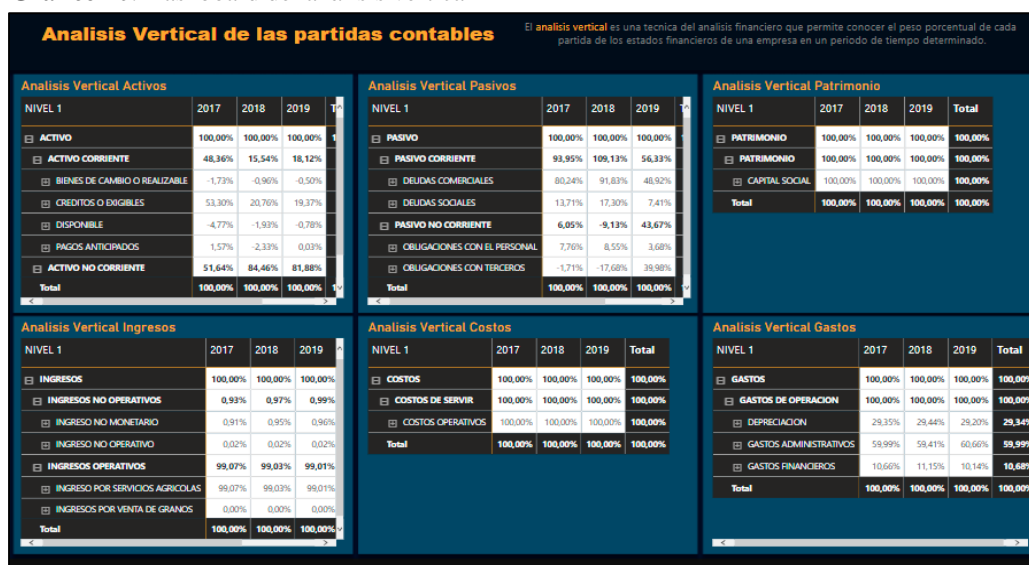 Analisis Vertical de las partidas contables
El analisis vertical es una tecnica del analisis financiero que permite conocer el peso porcentual de cada
partida de los estados financieros de una empresa en un periodo de tiempo determinado.
Analisis Vertical Activos
NIVEL 1 2017 2018 2019
ACTIVO 100,00% 100,00% 100,00%
ACTIVO CORRIENTE 48,36% 15,54% 18,12%
BIENES DE CAMBIO O REALIZABLE -1,73% -0,96% -0,50%
CREDITOS O EXIGIBLES 53,30% 20,76% 19,37%
DISPONIBLE -4,77% -1,93% -0,78%
PAGOS ANTICIPADOS 1,57% -2,33% 0,03%
ACTIVO NO CORRIENTE 51,64% 84,46% 81,88%
Total 100,00% 100,00% 100,00%
Analisis Vertical Pasivos
NIVEL 1 2017 2018 2019
PASIVO 100,00% 100,00% 100,00%
PASIVO CORRIENTE 93,95% 109,13% 56,33%
DEUDAS COMERCIALES 80,24% 91,83% 48,92%
DEUDAS SOCIALES 13,71% 17,30% 7,41%
PASIVO NO CORRIENTE 6,05% -9,13% 43,67%
OBLIGACIONES CON EL PERSONAL 7,76% 8,55% 3,68%
OBLIGACIONES CON TERCEROS -1,71% -17,68% 39,98%
Total 100,00% 100,00% 100,00%
Analisis Vertical Patrimonio
NIVEL 1 2017 2018 2019 Total
PATRIMONIO 100,00% 100,00% 100,00% 100,00%
PATRIMONIO 100,00% 100,00% 100,00% 100,00%
CAPITAL SOCIAL 100,00% 100,00% 100,00% 100,00%
Total 100,00% 100,00% 100,00% 100,00%
Analisis Vertical Ingresos
NIVEL 1 2017 2018 2019
INGRESOS 100,00% 100,00% 100,00%
INGRESOS NO OPERATIVOS 0,93% 0,97% 0,99%
INGRESO NO MONETARIO 0,91% 0,95% 0,96%
INGRESO NO OPERATIVO 0,02% 0,02% 0,02%
INGRESOS OPERATIVOS 99,07% 99,03% 99,01%
INGRESO POR SERVICIOS AGRICOLAS 99,07% 99,03% 99,01%
INGRESOS POR VENTA DE GRANOS 0,00% 0,00% 0,00%
Total 100,00% 100,00% 100,00%
Analisis Vertical Costos
NIVEL 1 2017 2018 2019 Total
COSTOS 100,00% 100,00% 100,00% 100,00%
COSTOS DE SERVIR 100,00% 100,00% 100,00% 100,00%
COSTOS OPERATIVOS 100,00% 100,00% 100,00% 100,00%
Total 100,00% 100,00% 100,00% 100,00%
Analisis Vertical Gastos
NIVEL 1 2017 2018 2019 Total
GASTOS 100,00% 100,00% 100,00% 100,00%
GASTOS DE OPERACION 100,00% 100,00% 100,00% 100,00%
DEPRECIACION 29,35% 29,44% 29,20% 29,34%
GASTOS ADMINISTRATIVOS 59,99% 59,41% 60,66% 59,99%
GASTOS FINANCIEROS 10,66% 11,15% 10,14% 10,68%
Total 100,00% 100,00% 100,00% 100,00%